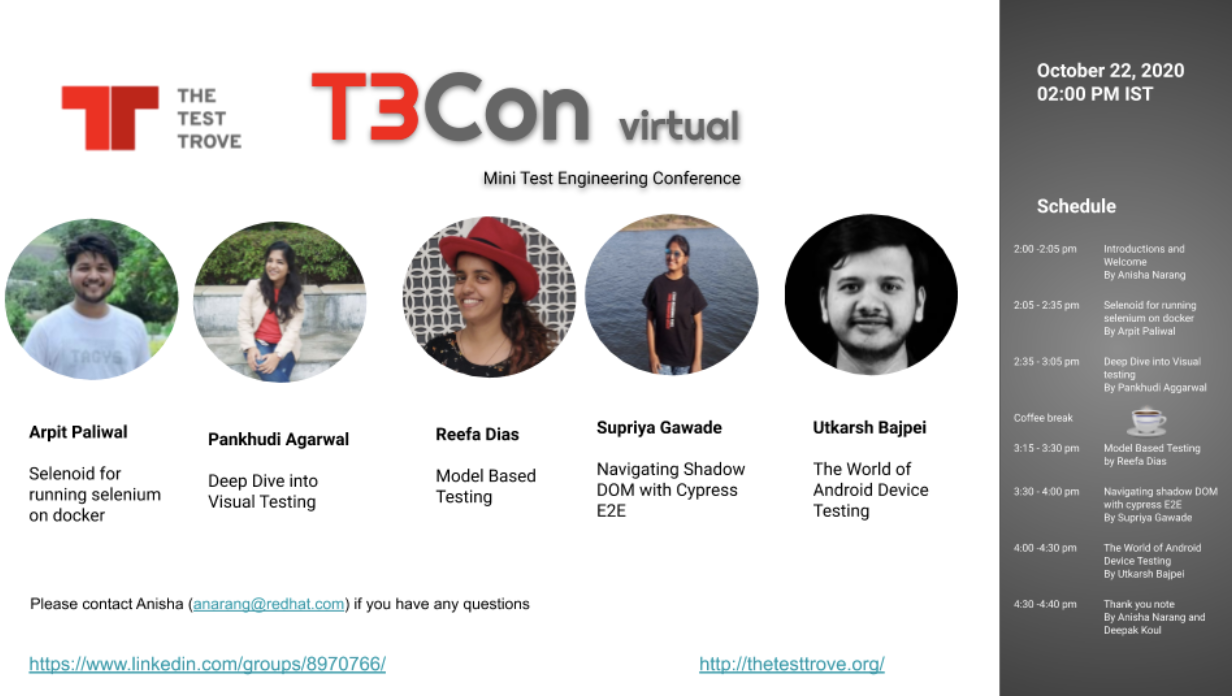 THE
TEST
TROVE
T3Con virtual
Mini Test Engineering Conference
TRGYS
Arpit Paliwal
Selenoid for
running selenium
on docker
Pankhudi Agarwal
Deep Dive into
Visual Testing
Reefa Dias
Model Based
Testing
Supriya Gawade
Navigating Shadow
DOM with Cypress
E2E
Utkarsh Bajpei
The World of
Android Device
Testing
Please contact Anisha (anarang@redhat.com) if you have any questions
https://www.linkedin.com/groups/8970766/
http://thetesttrove.org/
October 22, 2020
02:00 PM IST
Schedule
2:00 -2:05 pm Introductions and
Welcome
By Anisha Narang
2:05 - 2:35 pm Selenoid for running
selenium on docker
By Arpit Paliwal
2:35 - 3:05 pm Deep Dive into Visual
testing
By Pankhudi Aggarwal
Coffee break
3:15 - 3:30 pm Model Based Testing
by Reefa Dias
3:30 - 4:00 pm Navigating shadow DOM
with cypress E2E
By Supriya Gawade
4:00 -4:30 pm The World of Android
Device Testing
By Utkarsh Bajpei
4:30 -4:40 pm Thank you note
By Anisha Narang and
Deepak Koul